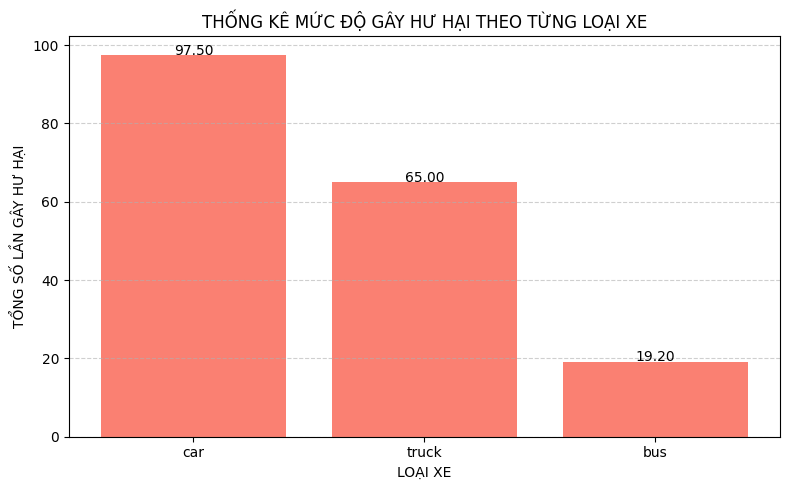 THỐNG KÊ MỨC ĐỘ GÂY HƯ HẠI THEO TỪNG LOẠI XE
TỔNG SỐ LẦN GÂY HƯ HẠI
100
80
60
40
20
0
97.50
65.00
19.20
car
truck
bus
LOẠI XE